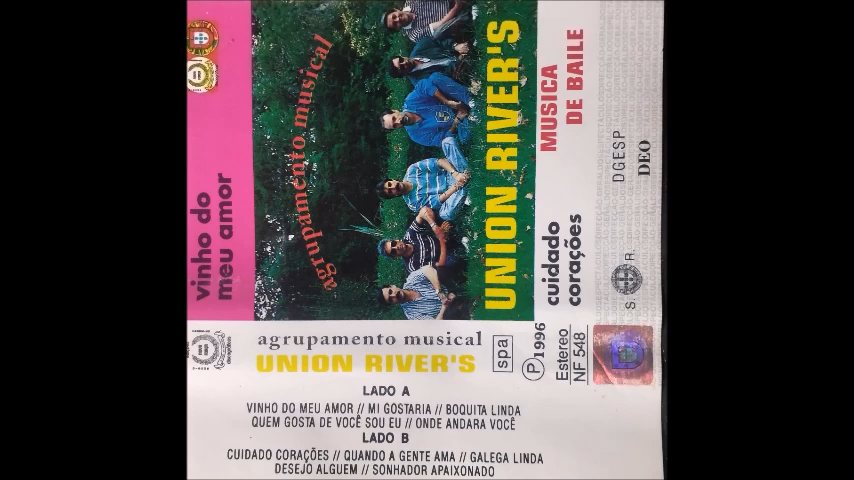 vinho do
meu amor
agrupamento musical
UNION RIVER'S
MUSICA
DE BAILE
cuidado
corações
DGESP
DEO
S. R.
agrupamento musical
UNION RIVER'S
spa
P 1996
Estereo
NF 548
LADO A
VINHO DO MEU AMOR // MI GOSTARIA // BOQUITA LINDA
QUEM GOSTA DE VOCÊ SOU EU // ONDE ANDARA VOCÊ
LADO B
CUIDADO CORAÇÕES // QUANDO A GENTE AMA // GALEGA LINDA
DESEJO ALGUEM // SONHADOR APAIXONADO